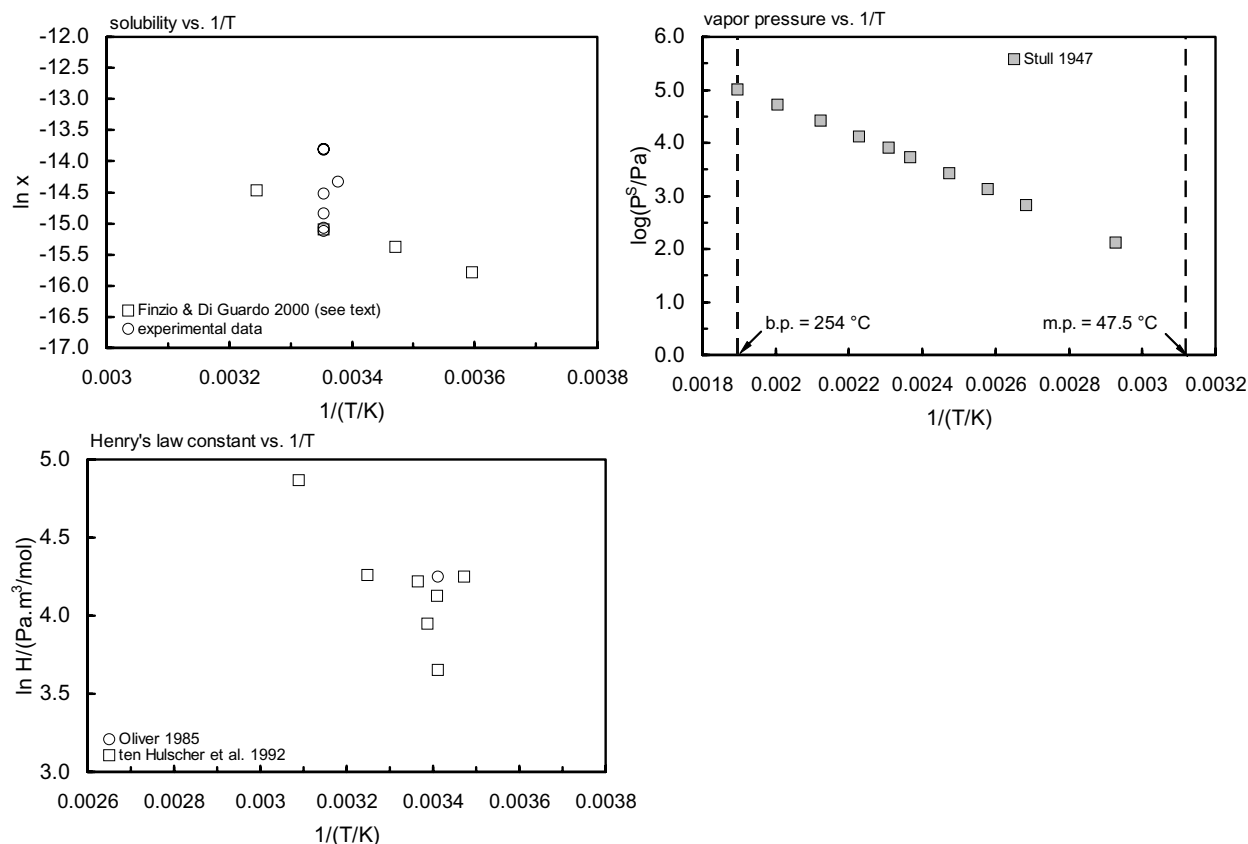 solubility vs. 1/T
-12.0
-12.5
-13.0
-13.5
-14.0
-14.5
-15.0
-15.5
-16.0
-16.5
-17.0
ln x
Finzio & Di Guardo 2000 (see text)
experimental data
0.003 0.0032 0.0034 0.0036 0.0038
1/(T/K)
vapor pressure vs. 1/T
6.0
5.0
4.0
3.0
2.0
1.0
0.0
log(Pˢ/Pa)
Stull 1947
b.p. = 254 °C
m.p. = 47.5 °C
0.0018 0.002 0.0022 0.0024 0.0026 0.0028 0.003 0.0032
1/(T/K)
Henry's law constant vs. 1/T
5.0
4.5
4.0
3.5
3.0
ln H/(Pa.m³/mol)
Oliver 1985
ten Hulscher et al. 1992
0.0026 0.0028 0.003 0.0032 0.0034 0.0036 0.0038
1/(T/K)